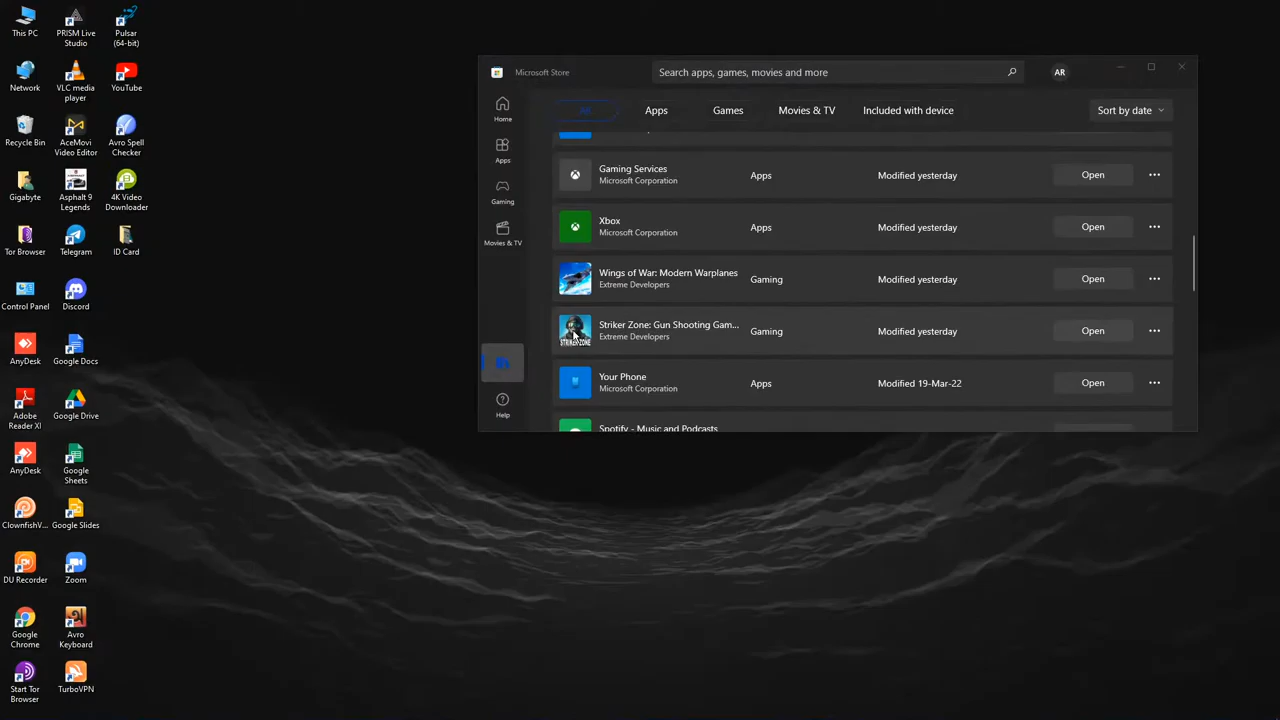 This PC
PRISM Live
Studio
Pulsar
(64-bit)
Network
VLC media
player
YouTube
Recycle Bin
AceMovi
Video Editor
Avro Spell
Checker
Gigabyte
Asphalt 9
Legends
4K Video
Downloader
Tor Browser
Telegram
ID Card
Control Panel
Discord
AnyDesk
Google Docs
Adobe
Reader XI
Google Drive
AnyDesk
Google
Sheets
ClownfishV...
Google Slides
DU Recorder
Zoom
Google
Chrome
Avro
Keyboard
Start Tor
Browser
TurboVPN
Microsoft Store
Search apps, games, movies and more
AR
Home
Apps
Gaming
Movies & TV
Help
All
Apps
Games
Movies & TV
Included with device
Sort by date
Gaming Services
Microsoft Corporation
Apps
Modified yesterday
Open
Xbox
Microsoft Corporation
Apps
Modified yesterday
Open
Wings of War: Modern Warplanes
Extreme Developers
Gaming
Modified yesterday
Open
STRIKER ZONE
Striker Zone: Gun Shooting Gam...
Extreme Developers
Gaming
Modified yesterday
Open
Your Phone
Microsoft Corporation
Apps
Modified 19-Mar-22
Open
Spotify - Music and Podcasts